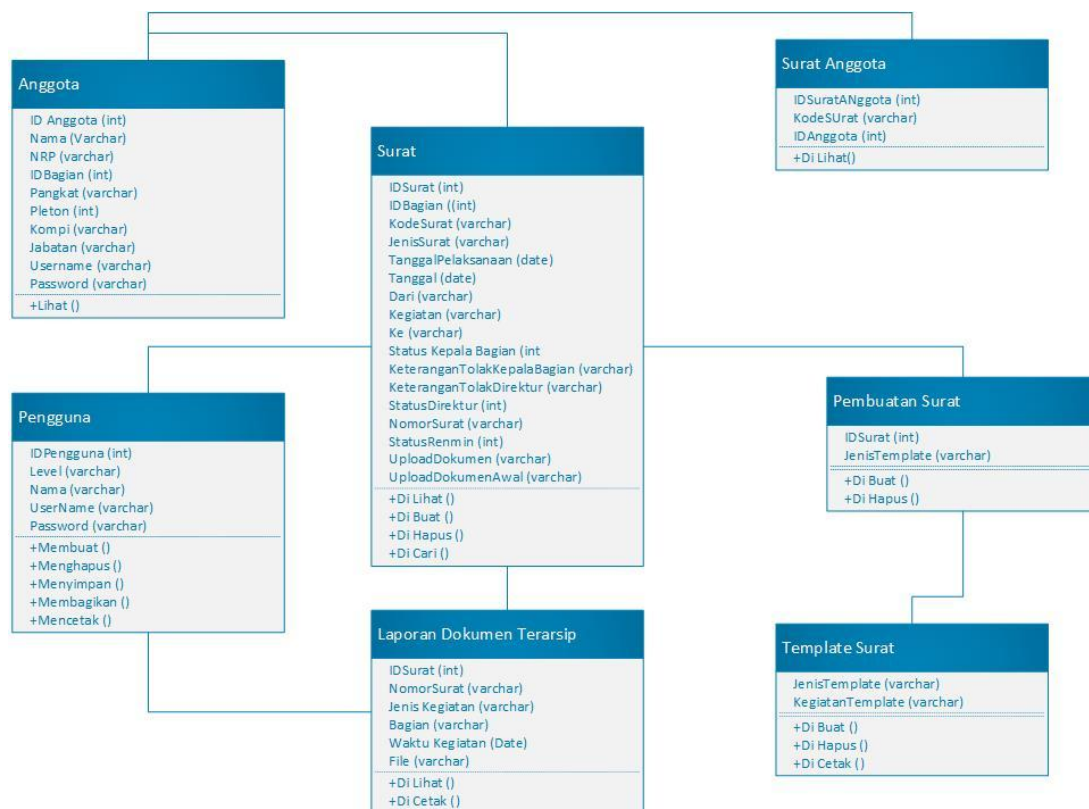 Anggota
ID Anggota (int)
Nama (Varchar)
NRP (varchar)
IDBagian (int)
Pangkat (varchar)
Pleton (int)
Kompi (varchar)
Jabatan (varchar)
Username (varchar)
Password (varchar)
+Lihat ()
Surat
IDSurat (int)
IDBagian ((int)
KodeSurat (varchar)
JenisSurat (varchar)
TanggalPelaksanaan (date)
Tanggal (date)
Dari (varchar)
Kegiatan (varchar)
Ke (varchar)
Status Kepala Bagian (int
KeteranganTolakKepalaBagian (varchar)
KeteranganTolakDirektur (varchar)
StatusDirektur (int)
NomorSurat (varchar)
StatusRenmin (int)
UploadDokumen (varchar)
UploadDokumenAwal (varchar)
+Di Lihat ()
+Di Buat ()
+Di Hapus ()
+Di Cari ()
Surat Anggota
IDSuratANggota (int)
KodeSUrat (varchar)
IDAnggota (int)
+Di Lihat()
Pengguna
IDPengguna (int)
Level (varchar)
Nama (varchar)
UserName (varchar)
Password (varchar)
+Membuat ()
+Menghapus ()
+Menyimpan ()
+Membagikan ()
+Mencetak ()
Pembuatan Surat
IDSurat (int)
JenisTemplate (varchar)
+Di Buat ()
+Di Hapus ()
Laporan Dokumen Terarsip
IDSurat (int)
NomorSurat (varchar)
Jenis Kegiatan (varchar)
Bagian (varchar)
Waktu Kegiatan (Date)
File (varchar)
+Di Lihat ()
+Di Cetak ()
Template Surat
JenisTemplate (varchar)
KegiatanTemplate (varchar)
+Di Buat ()
+Di Hapus ()
+Di Cetak ()